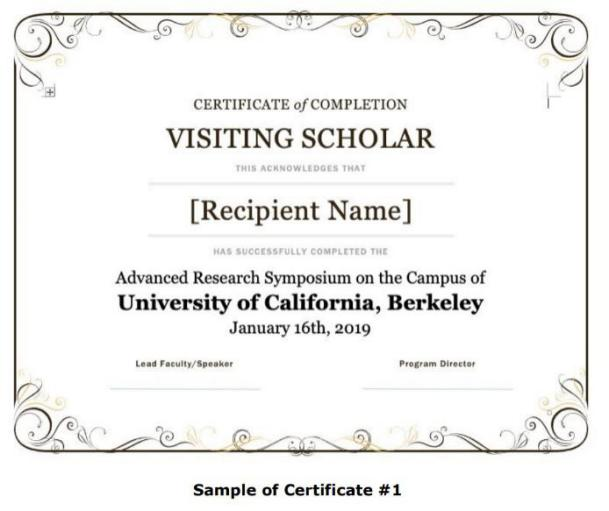 CERTIFICATE of COMPLETION
VISITING SCHOLAR
THIS ACKNOWLEDGES THAT
[Recipient Name]
HAS SUCCESSFULLY COMPLETED THE
Advanced Research Symposium on the Campus of
University of California, Berkeley
January 16th, 2019
Lead Faculty/Speaker Program Director
Sample of Certificate #1